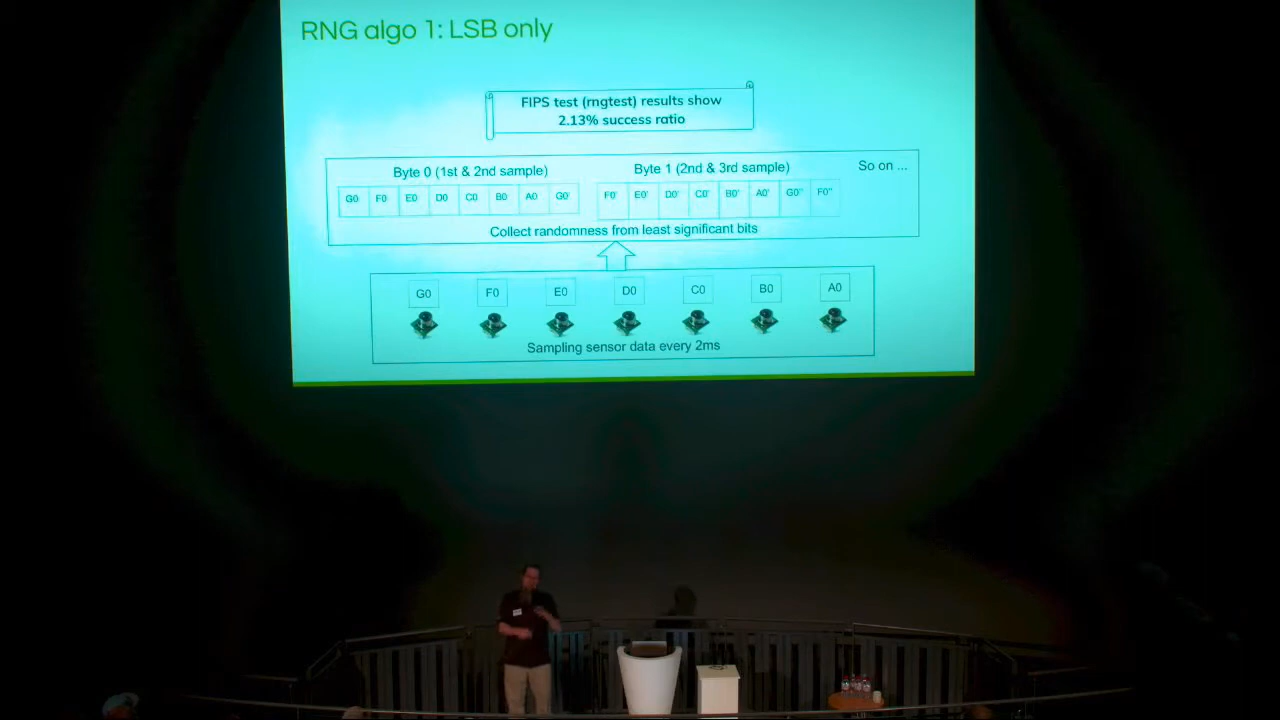 RNG algo 1: LSB only
FIPS test (rngtest) results show
2.13% success ratio
Byte 0 (1st & 2nd sample)
Byte 1 (2nd & 3rd sample)
So on ...
G0 F0 E0 D0 C0 B0 A0 G0'
F0' E0' D0' C0' B0' A0' G0'' F0''
Collect randomness from least significant bits
G0 F0 E0 D0 C0 B0 A0
Sampling sensor data every 2ms